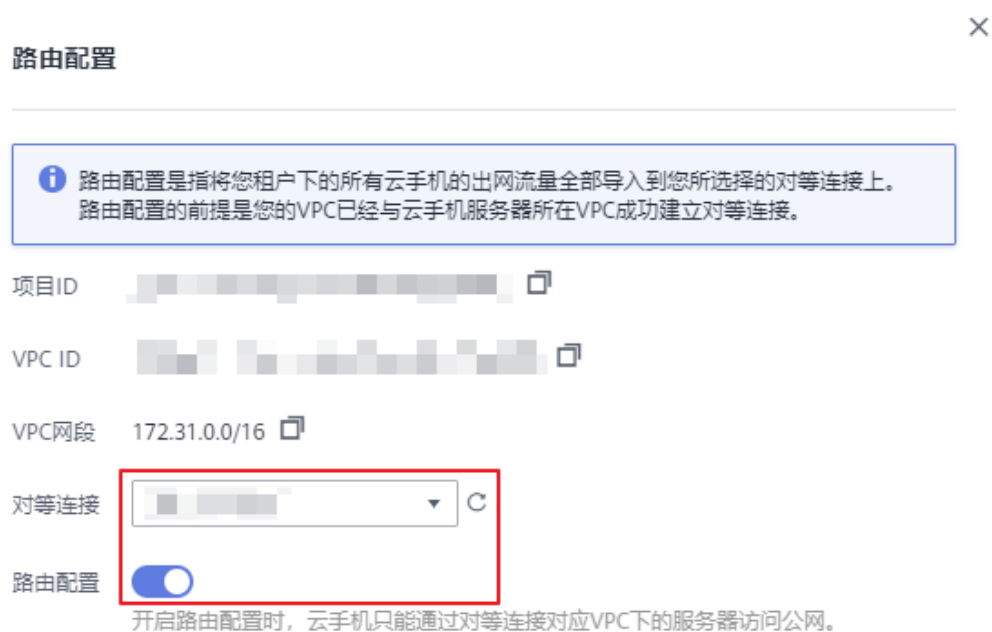 路由配置
路由配置是指将您租户下的所有云手机的出网流量全部导入到您所选择的对等连接上。
路由配置的前提是您的VPC已经与云手机服务器所在VPC成功建立对等连接。
项目ID
VPC ID
VPC网段 172.31.0.0/16
对等连接
路由配置
开启路由配置时，云手机只能通过对等连接对应VPC下的服务器访问公网。